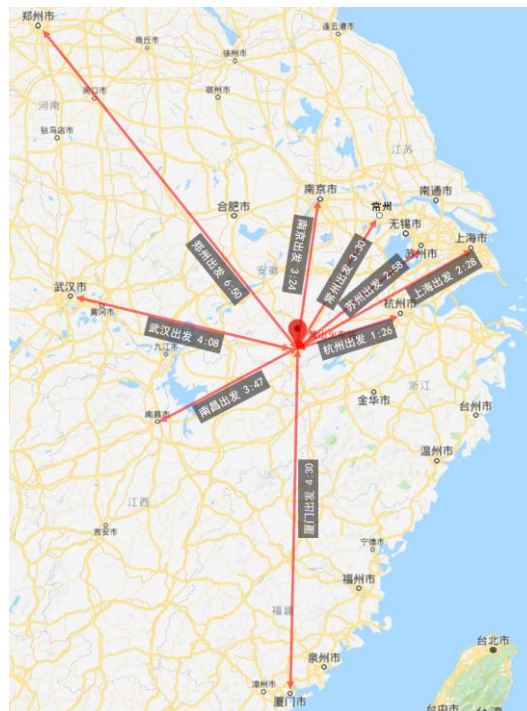 郑州市
商丘市
连云港市
徐州市
周口市
宿州市
河南
驻马店市
江苏
南京市
南通市
合肥市
常州
无锡市
苏州市
上海市
安徽
郑州出发 6:50
南京出发 3:24
常州出发 3:30
苏州出发 2:58
上海出发 2:28
武汉市
黄冈市
杭州市
武汉出发 4:08
杭州出发 1:26
九江市
南昌出发 3:47
浙江
金华市
台州市
南昌市
温州市
厦门出发 4:30
江西
吉安市
宁德市
福州市
福建
泉州市
漳州市
厦门市
台北市
台中市
台湾